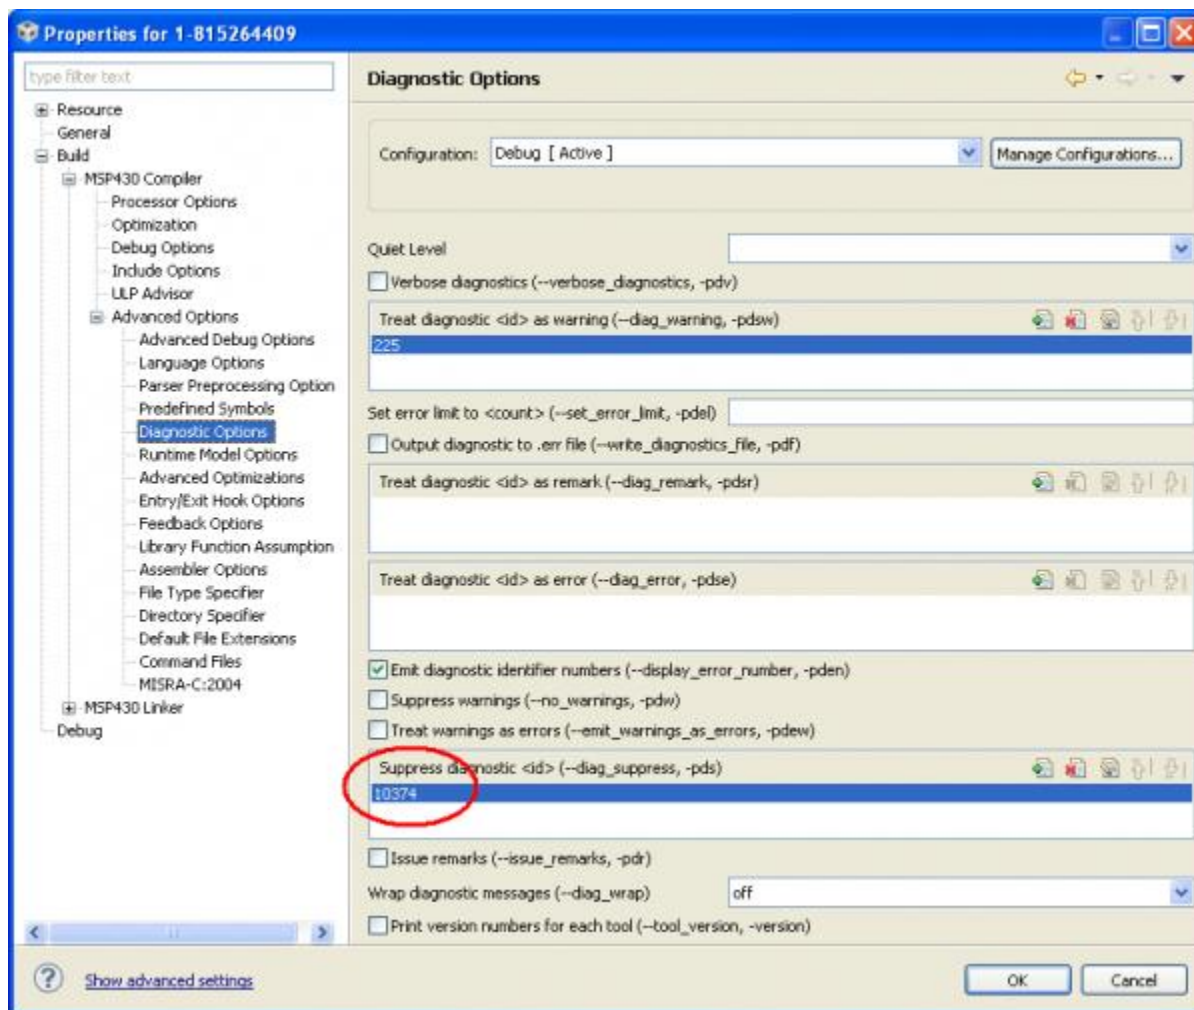 Properties for 1-815264409
type filter text
Resource
General
Build
MSP430 Compiler
Processor Options
Optimization
Debug Options
Include Options
ULP Advisor
Advanced Options
Advanced Debug Options
Language Options
Parser Preprocessing Option
Predefined Symbols
Diagnostic Options
Runtime Model Options
Advanced Optimizations
Entry/Exit Hook Options
Feedback Options
Library Function Assumption
Assembler Options
File Type Specifier
Directory Specifier
Default File Extensions
Command Files
MISRA-C:2004
MSP430 Linker
Debug
Diagnostic Options
Configuration: Debug [ Active ] Manage Configurations...
Quiet Level
Verbose diagnostics (--verbose_diagnostics, -pdv)
Treat diagnostic <id> as warning (--diag_warning, -pdsw)
225
Set error limit to <count> (--set_error_limit, -pdel)
Output diagnostic to .err file (--write_diagnostics_file, -pdf)
Treat diagnostic <id> as remark (--diag_remark, -pdsr)
Treat diagnostic <id> as error (--diag_error, -pdse)
Emit diagnostic identifier numbers (--display_error_number, -pden)
Suppress warnings (--no_warnings, -pdw)
Treat warnings as errors (--emit_warnings_as_errors, -pdew)
Suppress diagnostic <id> (--diag_suppress, -pds)
10374
Issue remarks (--issue_remarks, -pdr)
Wrap diagnostic messages (--diag_wrap) off
Print version numbers for each tool (--tool_version, -version)
? Show advanced settings
OK Cancel